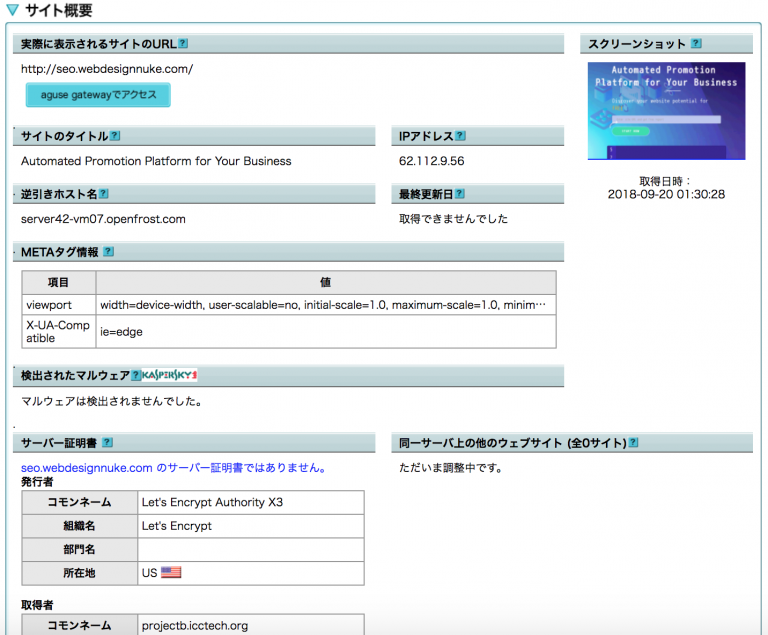 サイト概要
実際に表示されるサイトのURL?
http://seo.webdesignnuke.com/
aguse gatewayでアクセス
スクリーンショット ?
Automated Promotion
Platform for Your Business
取得日時：
2018-09-20 01:30:28
サイトのタイトル?
Automated Promotion Platform for Your Business
IPアドレス?
62.112.9.56
逆引きホスト名?
server42-vm07.openfrost.com
最終更新日?
取得できませんでした
METAタグ情報 ?
項目 値
viewport width=device-width, user-scalable=no, initial-scale=1.0, maximum-scale=1.0, minim…
X-UA-Comp
atible ie=edge
検出されたマルウェア?KASPERSKY
マルウェアは検出されませんでした。
サーバー証明書 ?
seo.webdesignnuke.com のサーバー証明書ではありません。
発行者
コモンネーム Let's Encrypt Authority X3
組織名 Let's Encrypt
部門名
所在地 US
取得者
コモンネーム projectb.icctech.org
同一サーバ上の他のウェブサイト (全0サイト)?
ただいま調整中です。